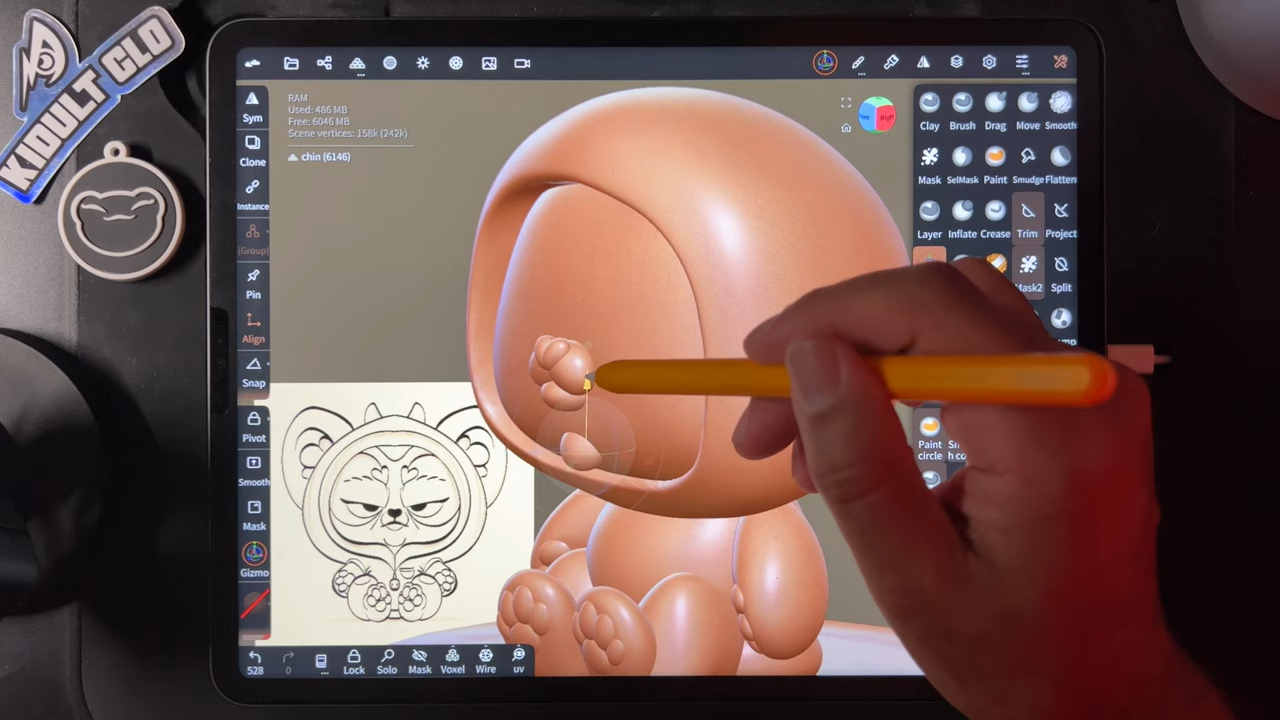 KIDULT CLO
RAM
Used: 486 MB
Free: 6046 MB
Scene vertices: 158k (242k)
chin (6146)
Sym
Clone
Instance
(Group)
Pin
Align
Snap
Pivot
Smooth
Mask
Gizmo
528
0
Lock
Solo
Mask
Voxel
Wire
uv
Right
Clay
Brush
Drag
Move
Smooth
Mask
SelMask
Paint
Smudge
Flatten
Layer
Inflate
Crease
Trim
Project
Mask2
Split
Paint
circle